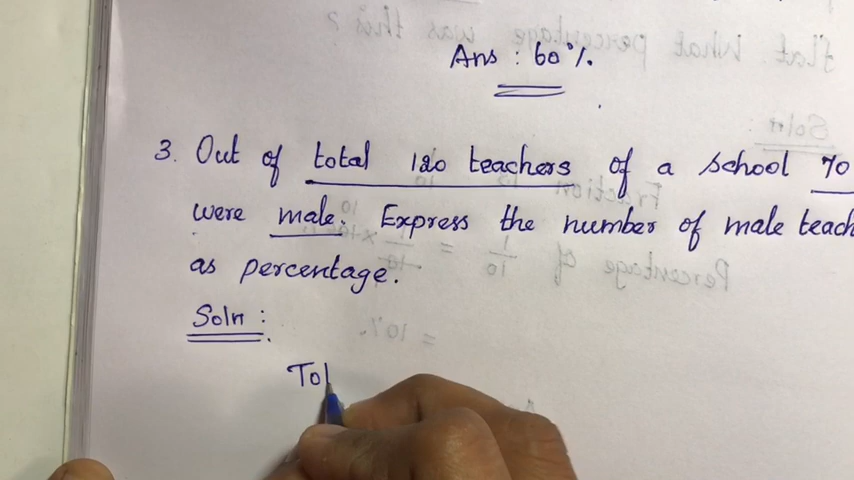 Ans : 60%.
3. Out of total 120 teachers of a school 70
were male. Express the number of male teach
as percentage.
Soln :
Tot